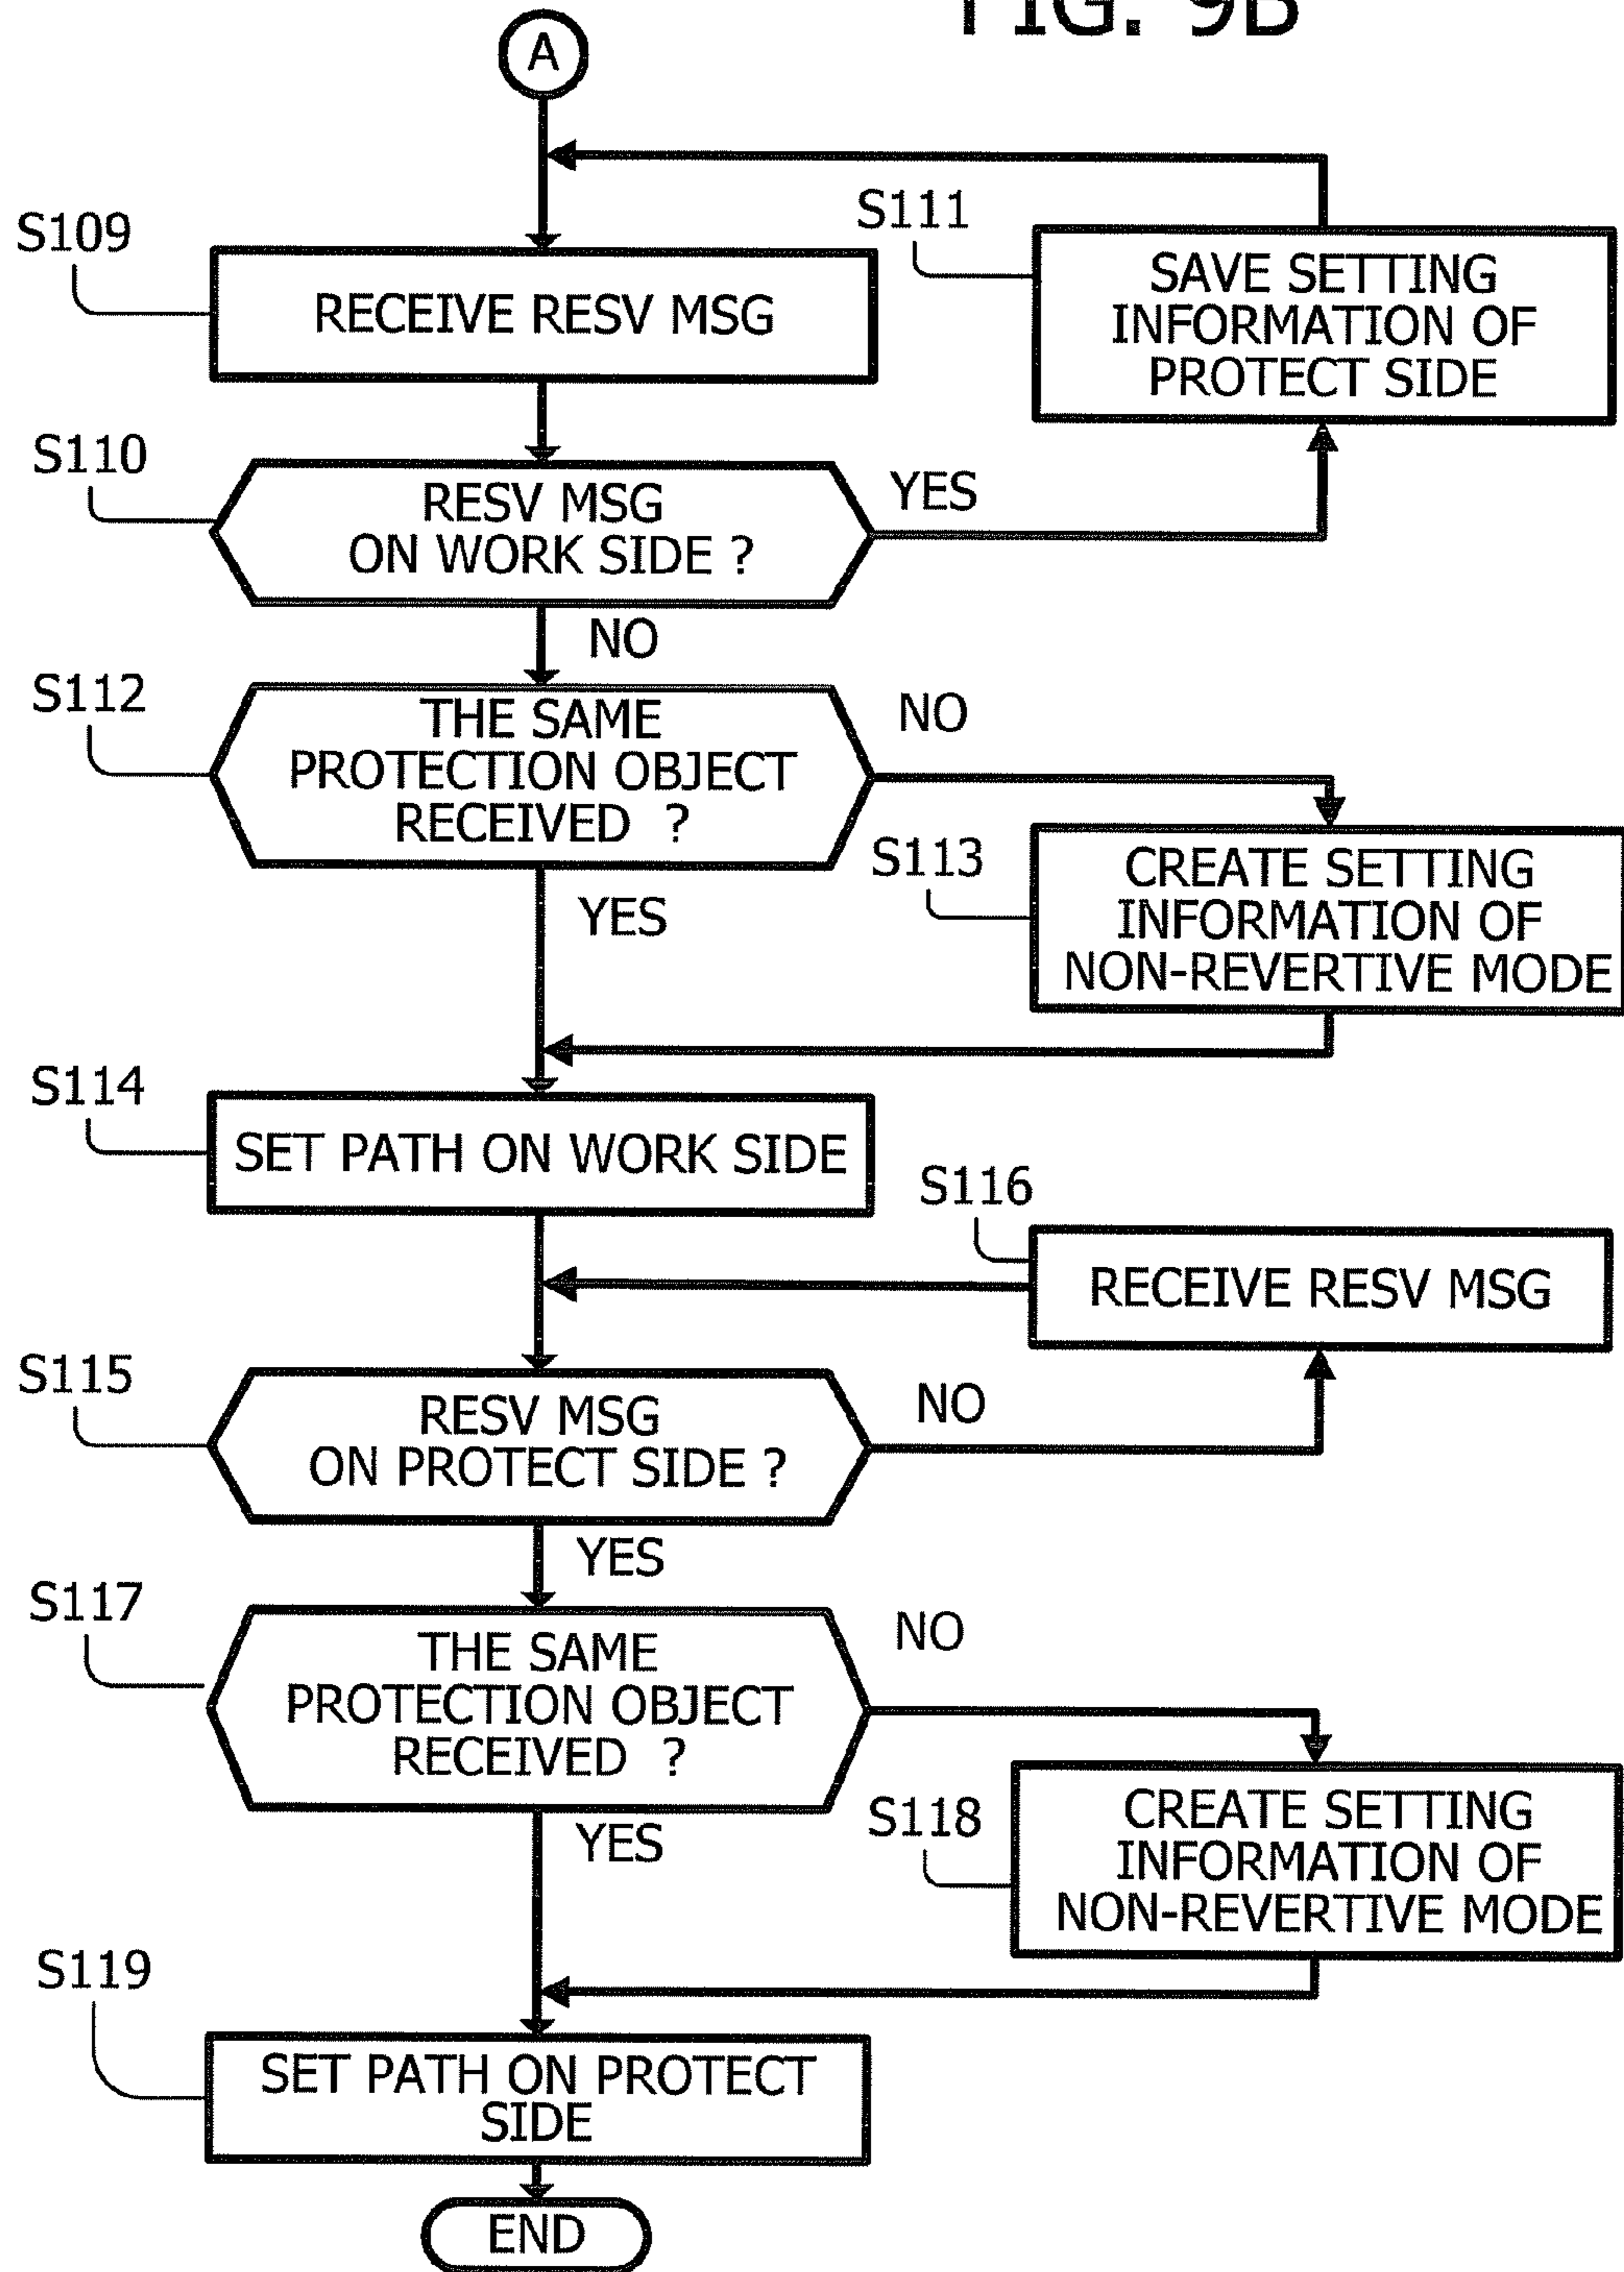 FIG. 9B
A
S109
RECEIVE RESV MSG
S111
SAVE SETTING
INFORMATION OF
PROTECT SIDE
S110
RESV MSG
ON WORK SIDE ?
YES
NO
S112
THE SAME
PROTECTION OBJECT
RECEIVED ?
NO
YES
S113
CREATE SETTING
INFORMATION OF
NON-REVERTIVE MODE
S114
SET PATH ON WORK SIDE
S116
RECEIVE RESV MSG
S115
RESV MSG
ON PROTECT SIDE ?
NO
YES
S117
THE SAME
PROTECTION OBJECT
RECEIVED ?
NO
YES
S118
CREATE SETTING
INFORMATION OF
NON-REVERTIVE MODE
S119
SET PATH ON PROTECT
SIDE
END